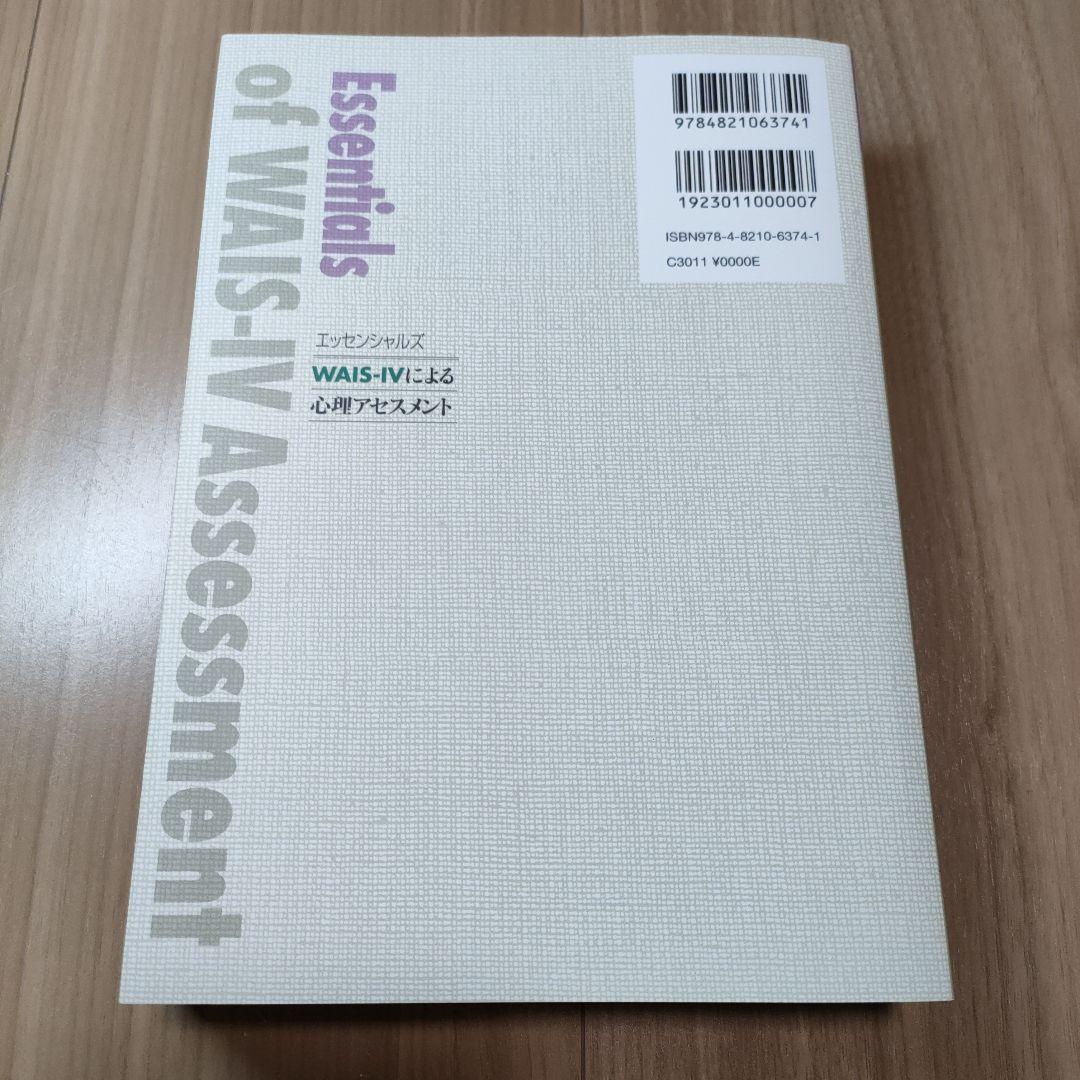 Essentials
of WAIS-IV Assessment
エッセンシャルズ
WAIS-IVによる
心理アセスメント
9784821063741
1923011000007
ISBN978-4-8210-6374-1
C3011 ¥0000E